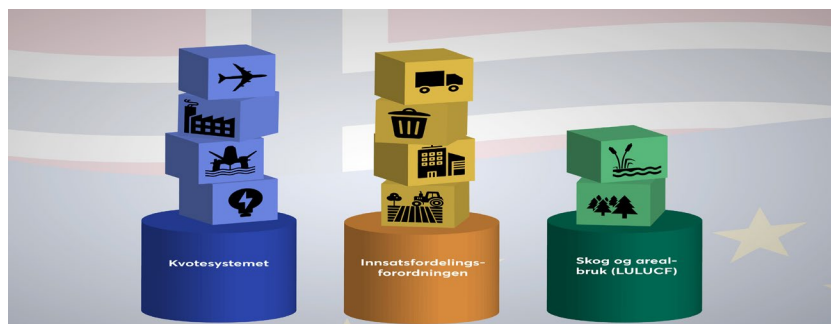 Kvotesystemet
Innsatsfordelings-
forordningen
Skog og areal-
bruk (LULUCF)